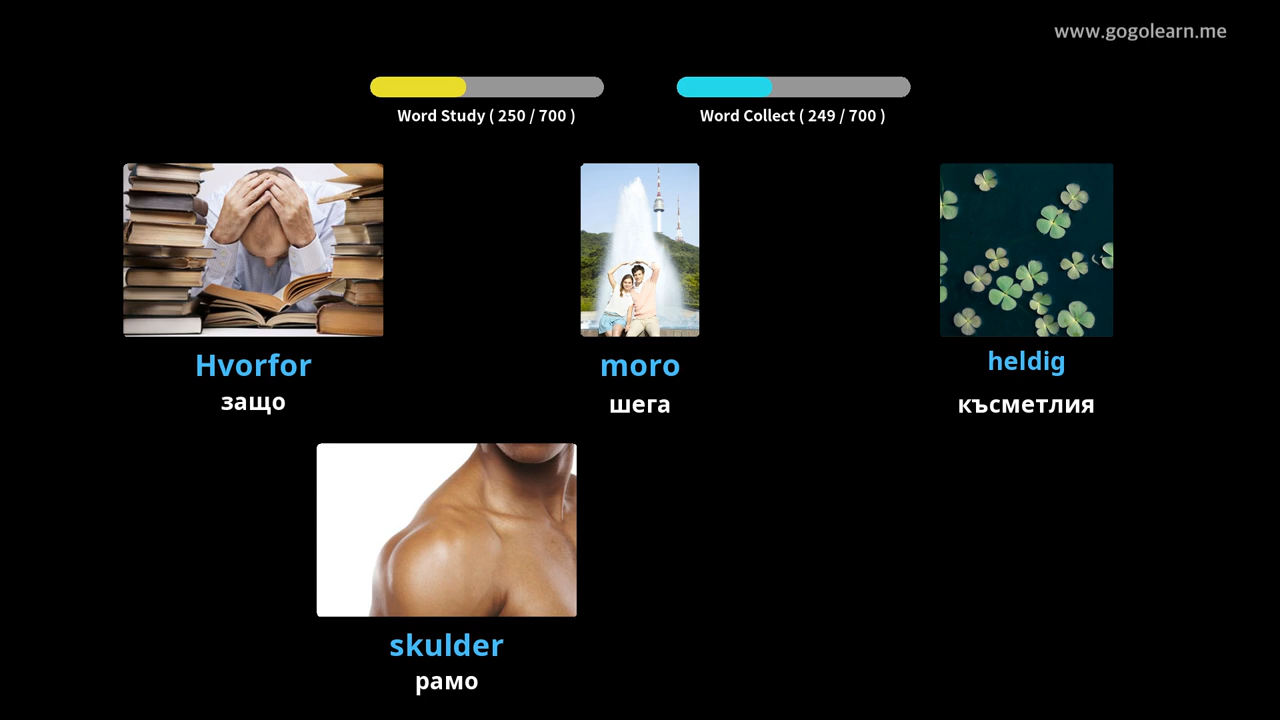 www.gogolearn.me
Word Study ( 250 / 700 )
Word Collect ( 249 / 700 )
Hvorfor
защо
moro
шега
heldig
късметлия
skulder
рамо